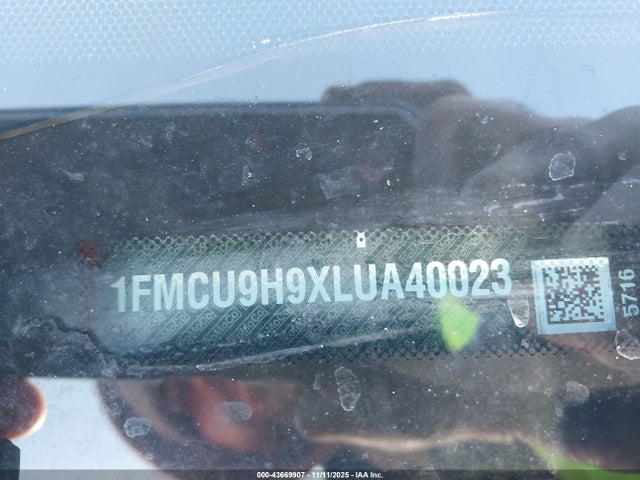 1FMCU9H9XLUA40023
5716
000-43669907 - 11/11/2025 - IAA Inc.